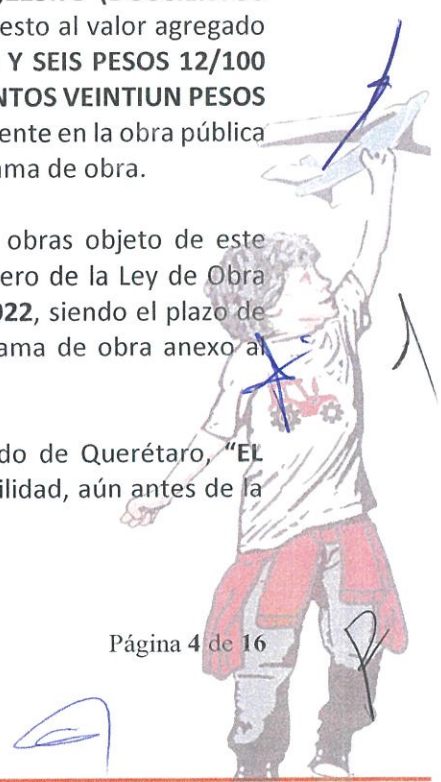 esto al valor agregado
Y SEIS PESOS 12/100
NTOS VEINTIUN PESOS
ente en la obra pública
ama de obra.
obras objeto de este
ero de la Ley de Obra
022, siendo el plazo de
ama de obra anexo al
do de Querétaro, "EL
ilidad, aún antes de la
Página 4 de 16